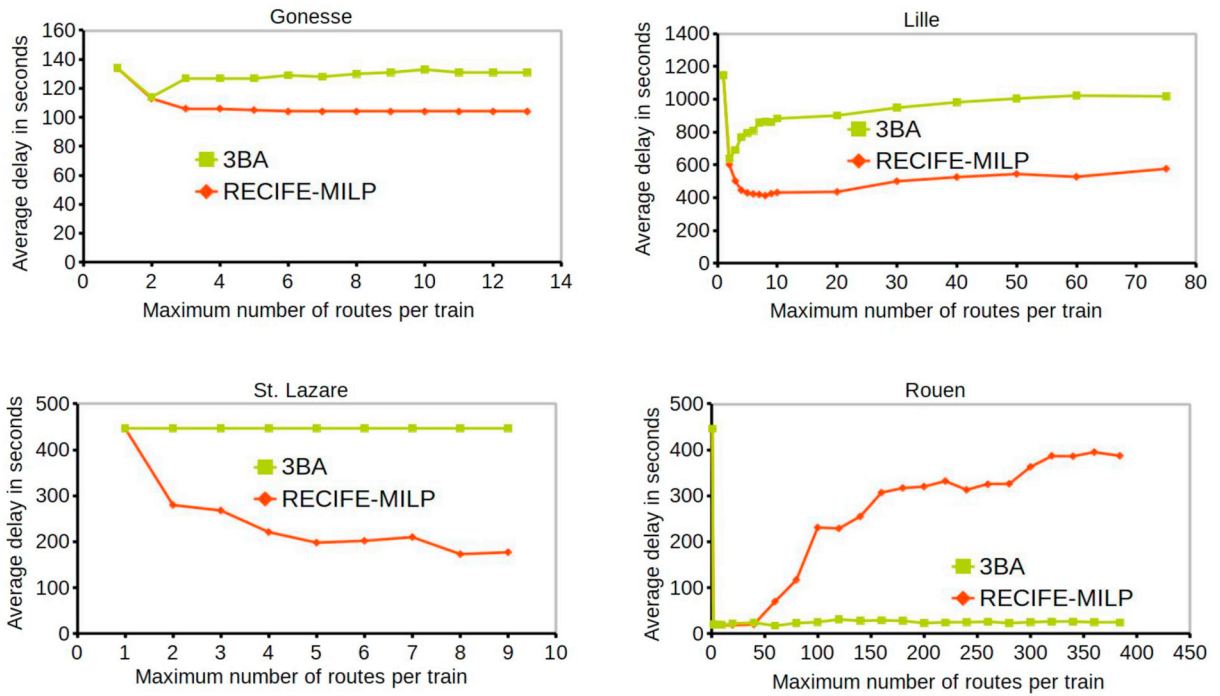 Gonesse
Average delay in seconds
160
140
120
100
80
60
40
20
0
3BA
RECIFE-MILP
0 2 4 6 8 10 12 14
Maximum number of routes per train
Lille
Average delay in seconds
1400
1200
1000
800
600
400
200
0
3BA
RECIFE-MILP
0 10 20 30 40 50 60 70 80
Maximum number of routes per train
St. Lazare
Average delay in seconds
500
400
300
200
100
0
3BA
RECIFE-MILP
0 1 2 3 4 5 6 7 8 9 10
Maximum number of routes per train
Rouen
Average delay in seconds
500
400
300
200
100
0
3BA
RECIFE-MILP
0 50 100 150 200 250 300 350 400 450
Maximum number of routes per train